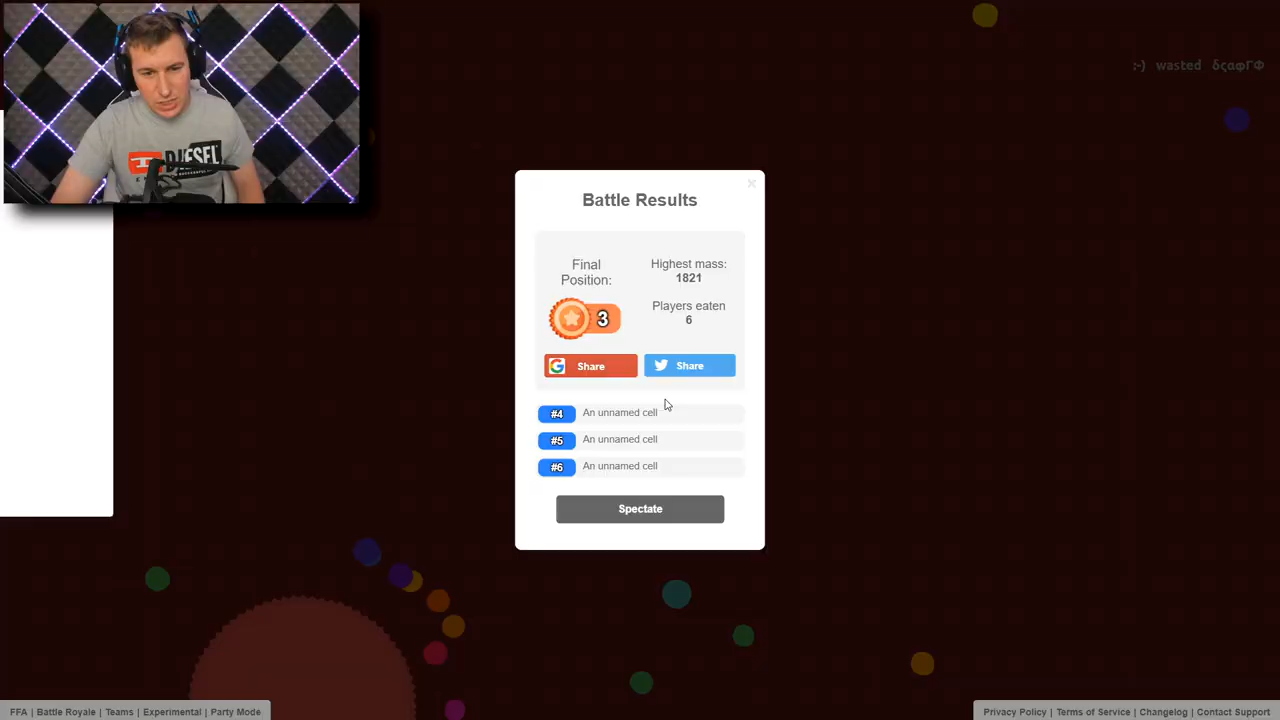 :-) wasted δςαφΓΦ
DIESEL
Battle Results
Final
Position:
3
Highest mass:
1821
Players eaten
6
Share
Share
#4 An unnamed cell
#5 An unnamed cell
#6 An unnamed cell
Spectate
FFA | Battle Royale | Teams | Experimental | Party Mode
Privacy Policy | Terms of Service | Changelog | Contact Support